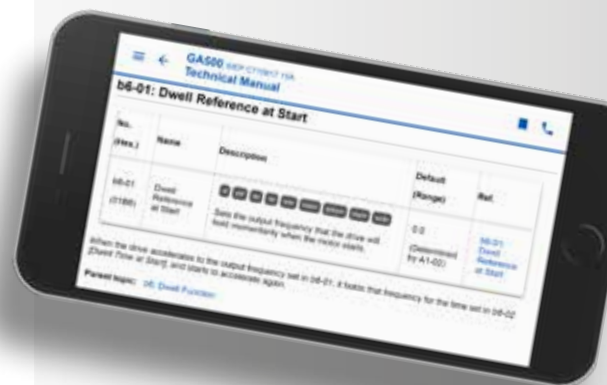 GA500
Technical Manual
b6-01: Dwell Reference at Start
No.
(Hex.)
Name
Description
Default
(Range)
Ref.
b6-01
(01B6)
Dwell
Reference
at Start
Sets the output frequency that the drive will
hold momentarily when the motor starts.
0.0
(Determined
by A1-02)
b6-01
Dwell
Reference
at Start
When the drive accelerates to the output frequency set in b6-01, it holds that frequency for the time set in b6-02
[Dwell Time at Start] and starts to accelerate again.
Parent topic: b6: Dwell Function